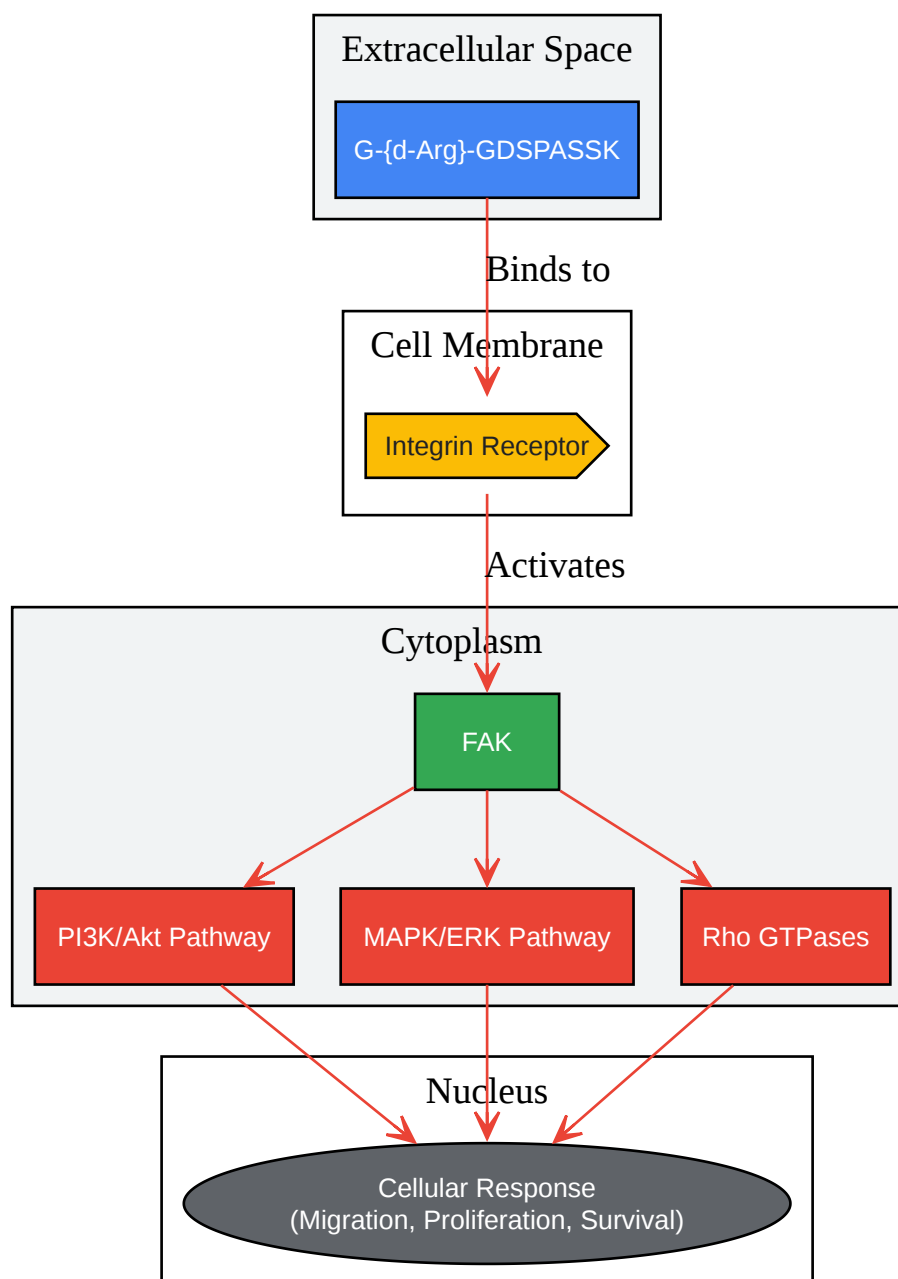 Extracellular Space
G-{d-Arg}-GDSPASSK
Binds to
Cell Membrane
Integrin Receptor
Activates
Cytoplasm
FAK
PI3K/Akt Pathway
MAPK/ERK Pathway
Rho GTPases
Nucleus
Cellular Response
(Migration, Proliferation, Survival)